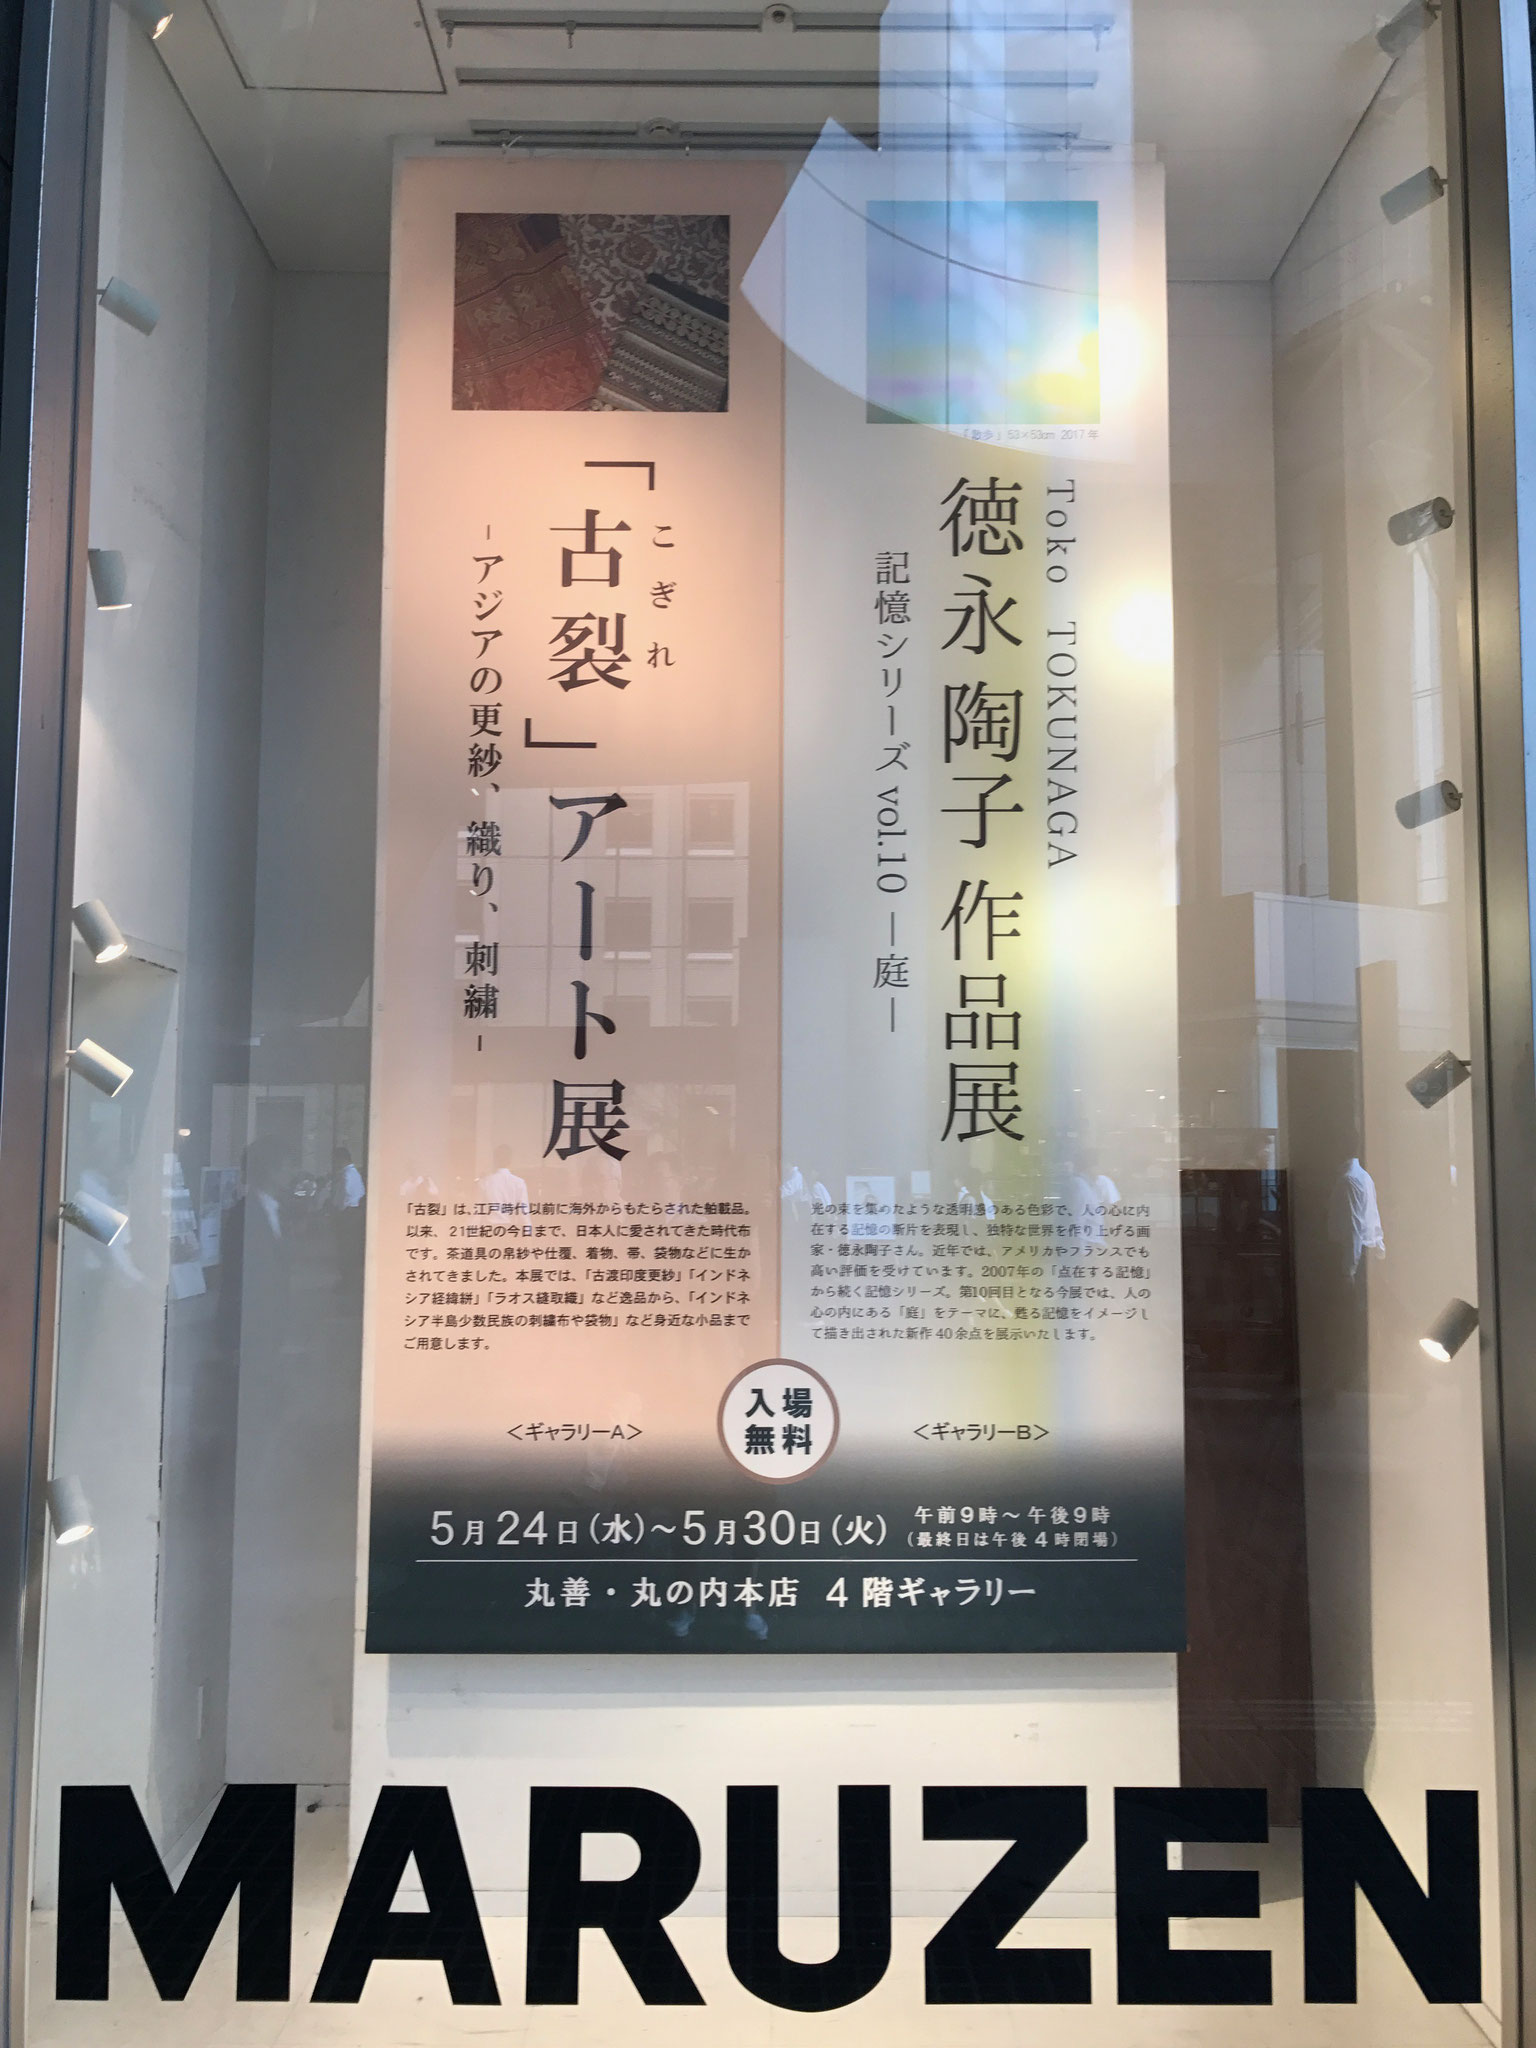 「散歩」53×53cm 2017年
Toko TOKUNAGA
徳永陶子 作品展
記憶シリーズ vol.10 ―庭―
光の束を集めたような透明感のある色彩で、人の心に内
在する記憶の断片を表現し、独特な世界を作り上げる画
家・徳永陶子さん。近年では、アメリカやフランスでも
高い評価を受けています。2007年の「点在する記憶」
から続く記憶シリーズ。第10回目となる今展では、人の
心の内にある「庭」をテーマに、甦る記憶をイメージし
て描き出された新作40余点を展示いたします。
<ギャラリーB>
こぎれ
「古裂」アート展
-アジアの更紗、織り、刺繍-
「古裂」は、江戸時代以前に海外からもたらされた舶載品。
以来、21世紀の今日まで、日本人に愛されてきた時代布
です。茶道具の帛紗や仕覆、着物、帯、袋物などに生か
されてきました。本展では、「古渡印度更紗」「インドネ
シア経緯絣」「ラオス縫取織」など逸品から、「インドネ
シア半島少数民族の刺繍布や袋物」など身近な小品まで
ご用意します。
<ギャラリーA>
入場
無料
5月24日(水)~5月30日(火)
午前9時~午後9時
(最終日は午後4時閉場)
丸善・丸の内本店 4階ギャラリー
MARUZEN